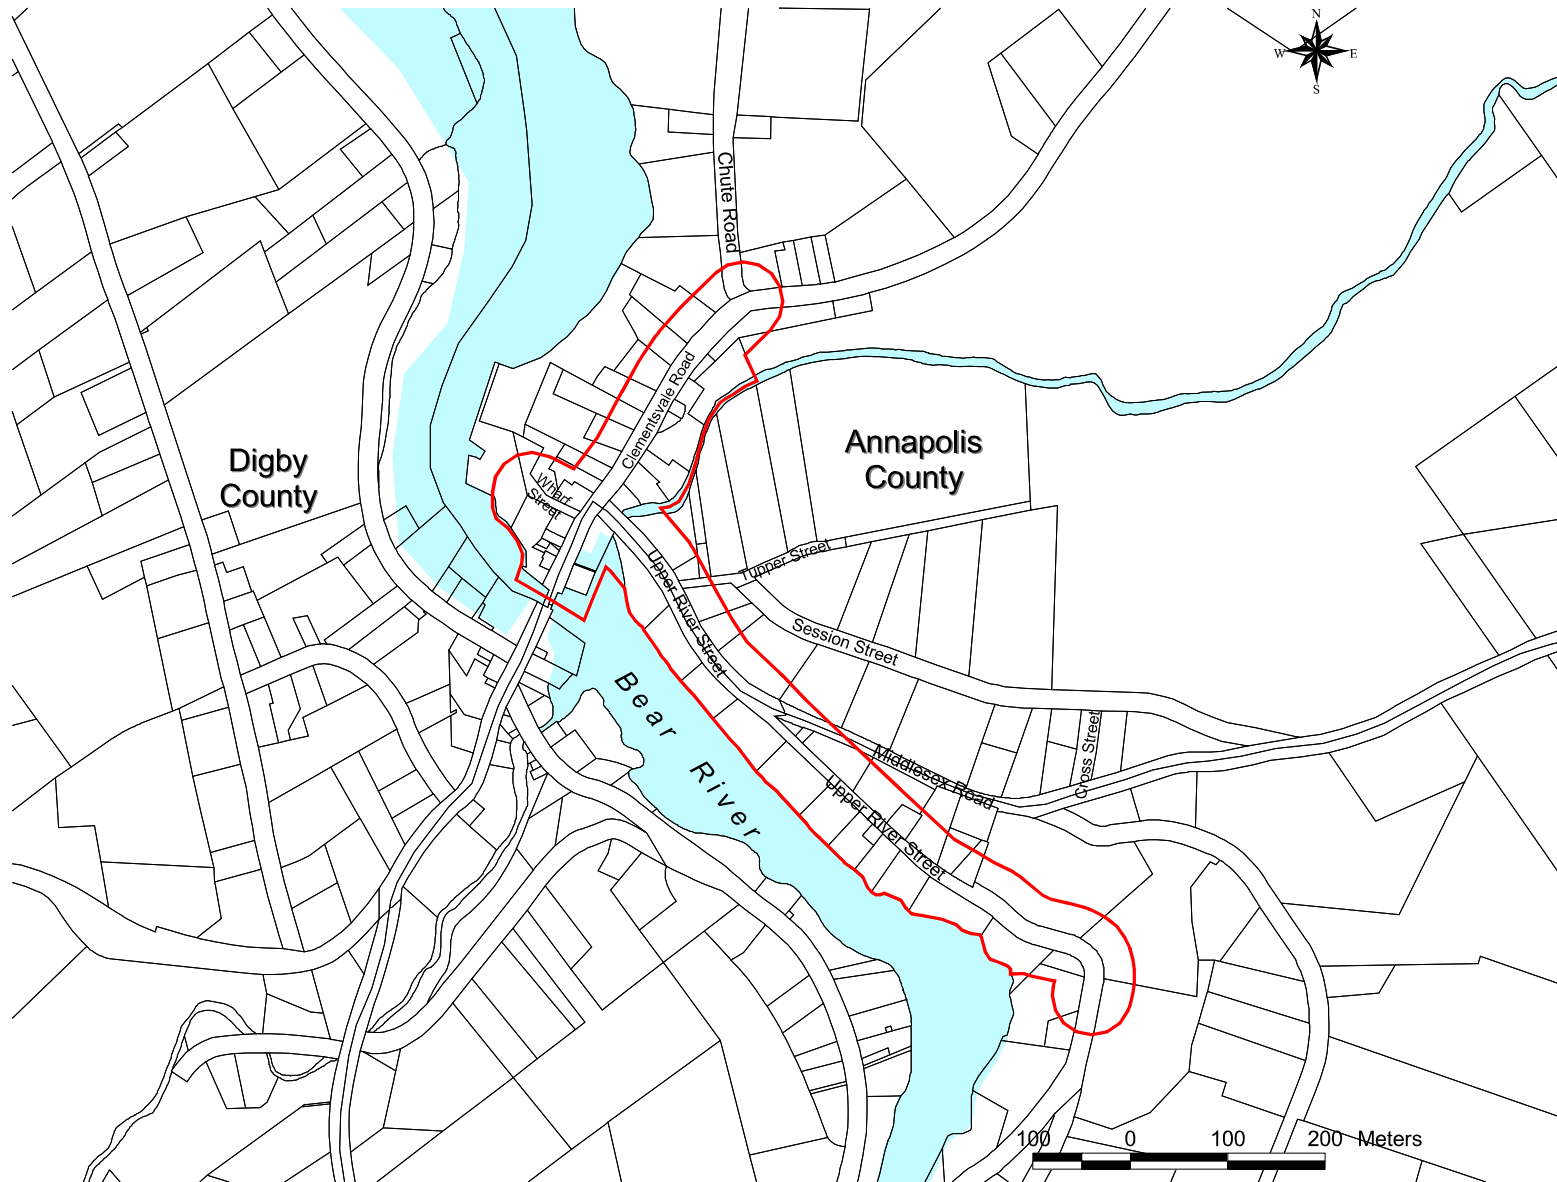 N
W E
S
Chute Road
Clementsvale Road
Digby
County
Annapolis
County
Wharf
Street
Tupper Street
Upper River Street
Session Street
Bear River
Cross Street
Middlesex Road
Upper River Street
100 0 100 200 Meters